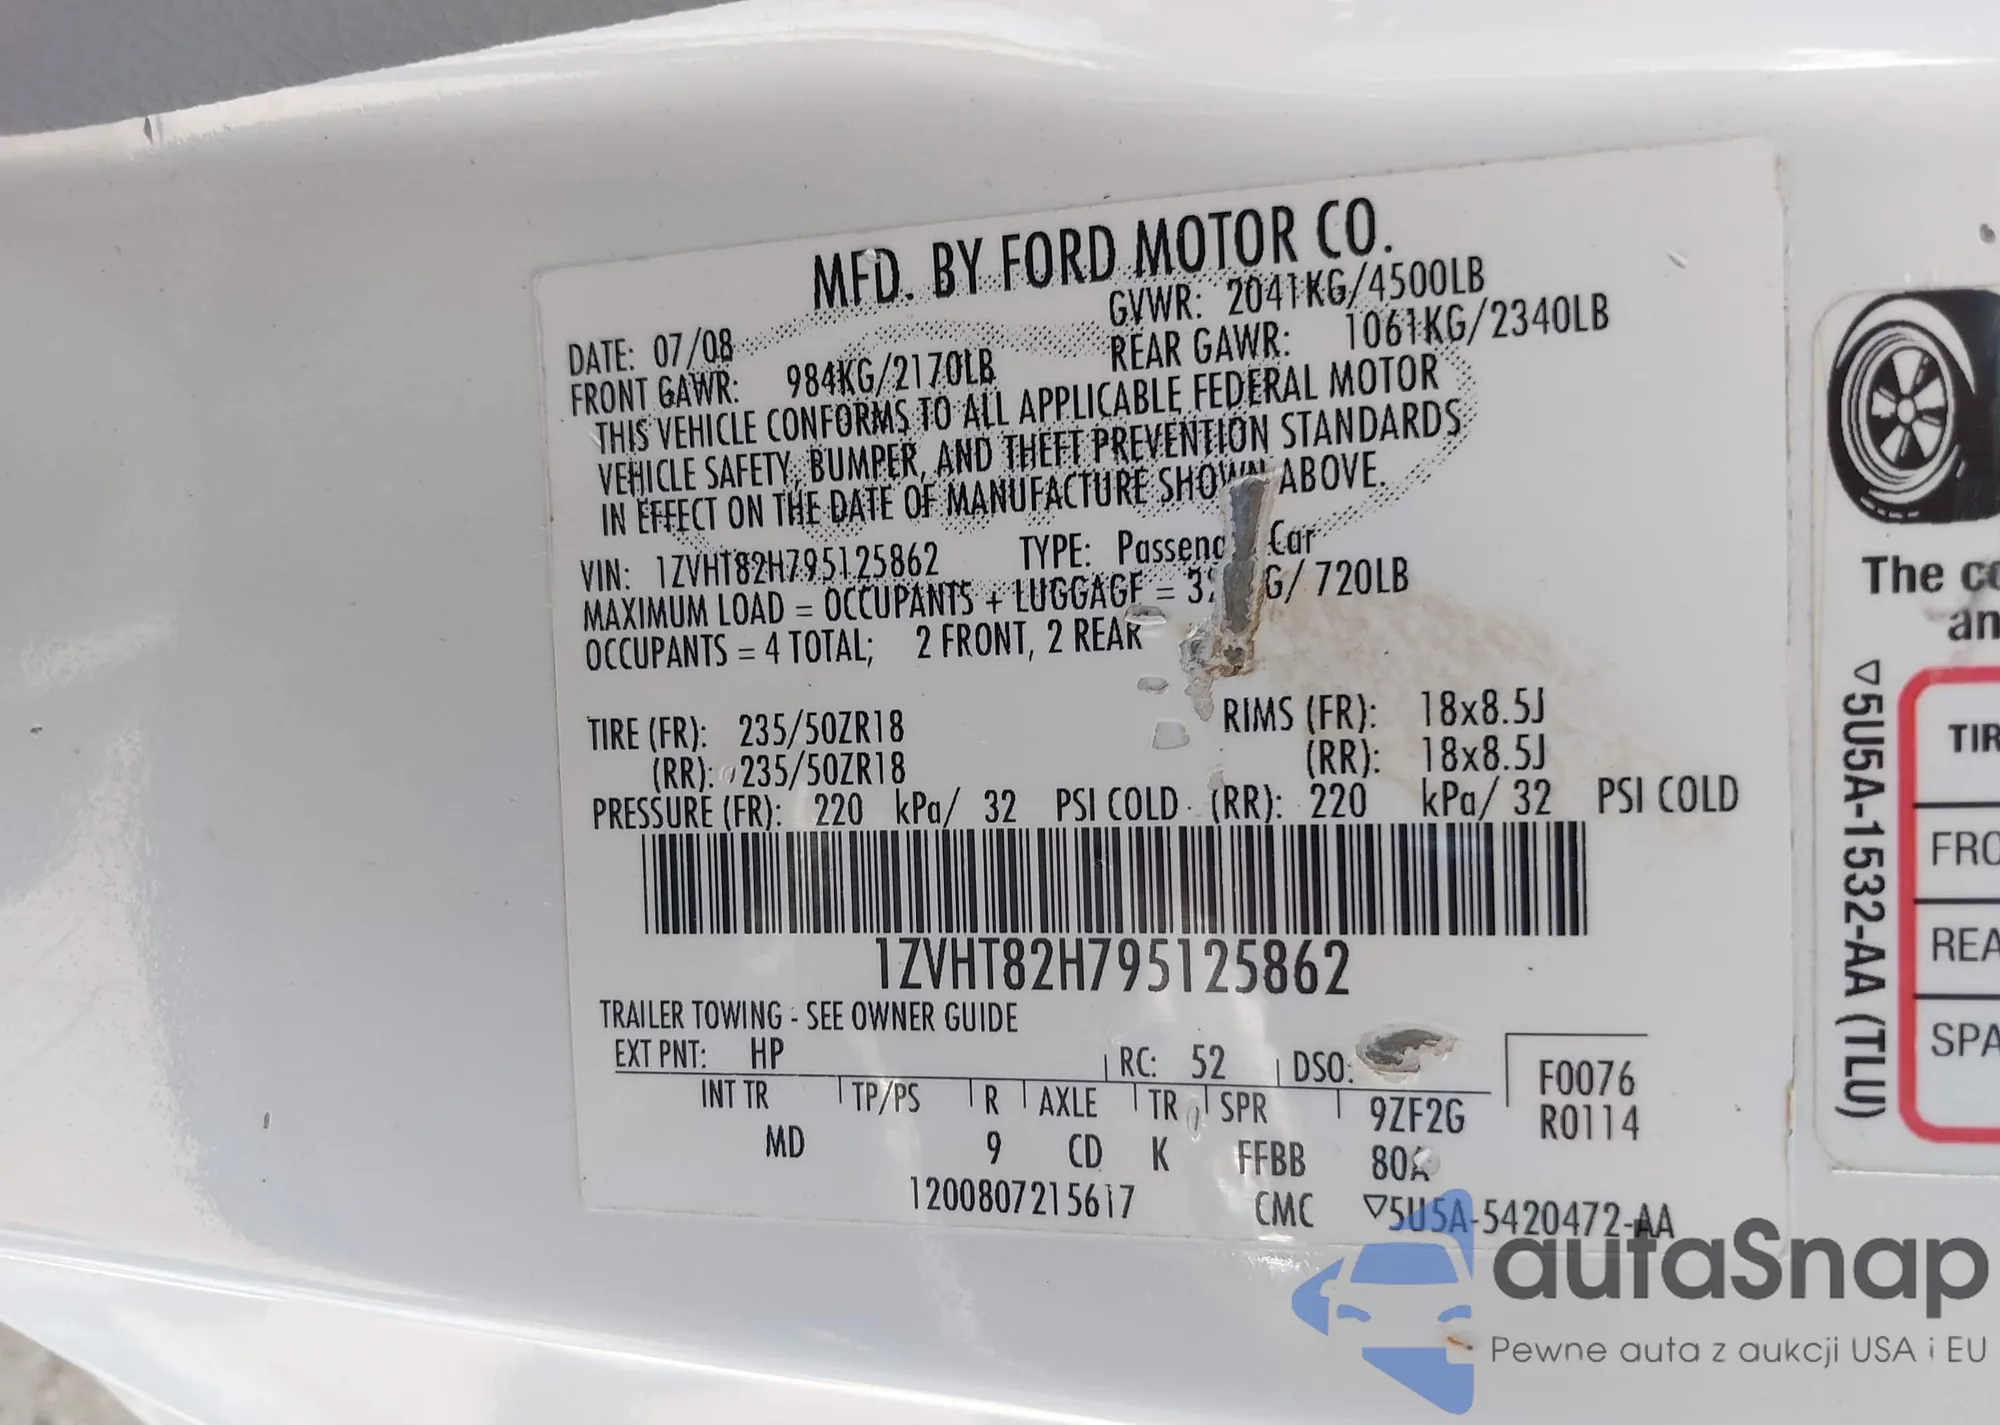 MFD. BY FORD MOTOR CO.
DATE: 07/08 GVWR: 2041KG/4500LB
FRONT GAWR: 984KG/2170LB REAR GAWR: 1061KG/2340LB
THIS VEHICLE CONFORMS TO ALL APPLICABLE FEDERAL MOTOR
VEHICLE SAFETY, BUMPER, AND THEFT PREVENTION STANDARDS
IN EFFECT ON THE DATE OF MANUFACTURE SHOWN ABOVE.
VIN: 1ZVHT82H795125862 TYPE: Car
MAXIMUM LOAD = OCCUPANTS + LUGGAGE = 720LB
OCCUPANTS = 4 TOTAL; 2 FRONT, 2 REAR
TIRE (FR): 235/50ZR18 RIMS (FR): 18x8.5J
(RR): 235/50ZR18 (RR): 18x8.5J
PRESSURE (FR): 220 kPa/ 32 PSI COLD (RR): 220 kPa/ 32 PSI COLD
1ZVHT82H795125862
TRAILER TOWING - SEE OWNER GUIDE
EXT PNT: HP RC: 52 DSO:
INT TR TP/PS R AXLE TR SPR 9ZF2G
MD 9 CD K FFBB 80A
1200807215617 CMC ▽5U5A-5420472-AA
F0076
R0114
The
▽5U5A-1532-AA (TLU)
autaSnap
Pewne auta z aukcji USA i EU